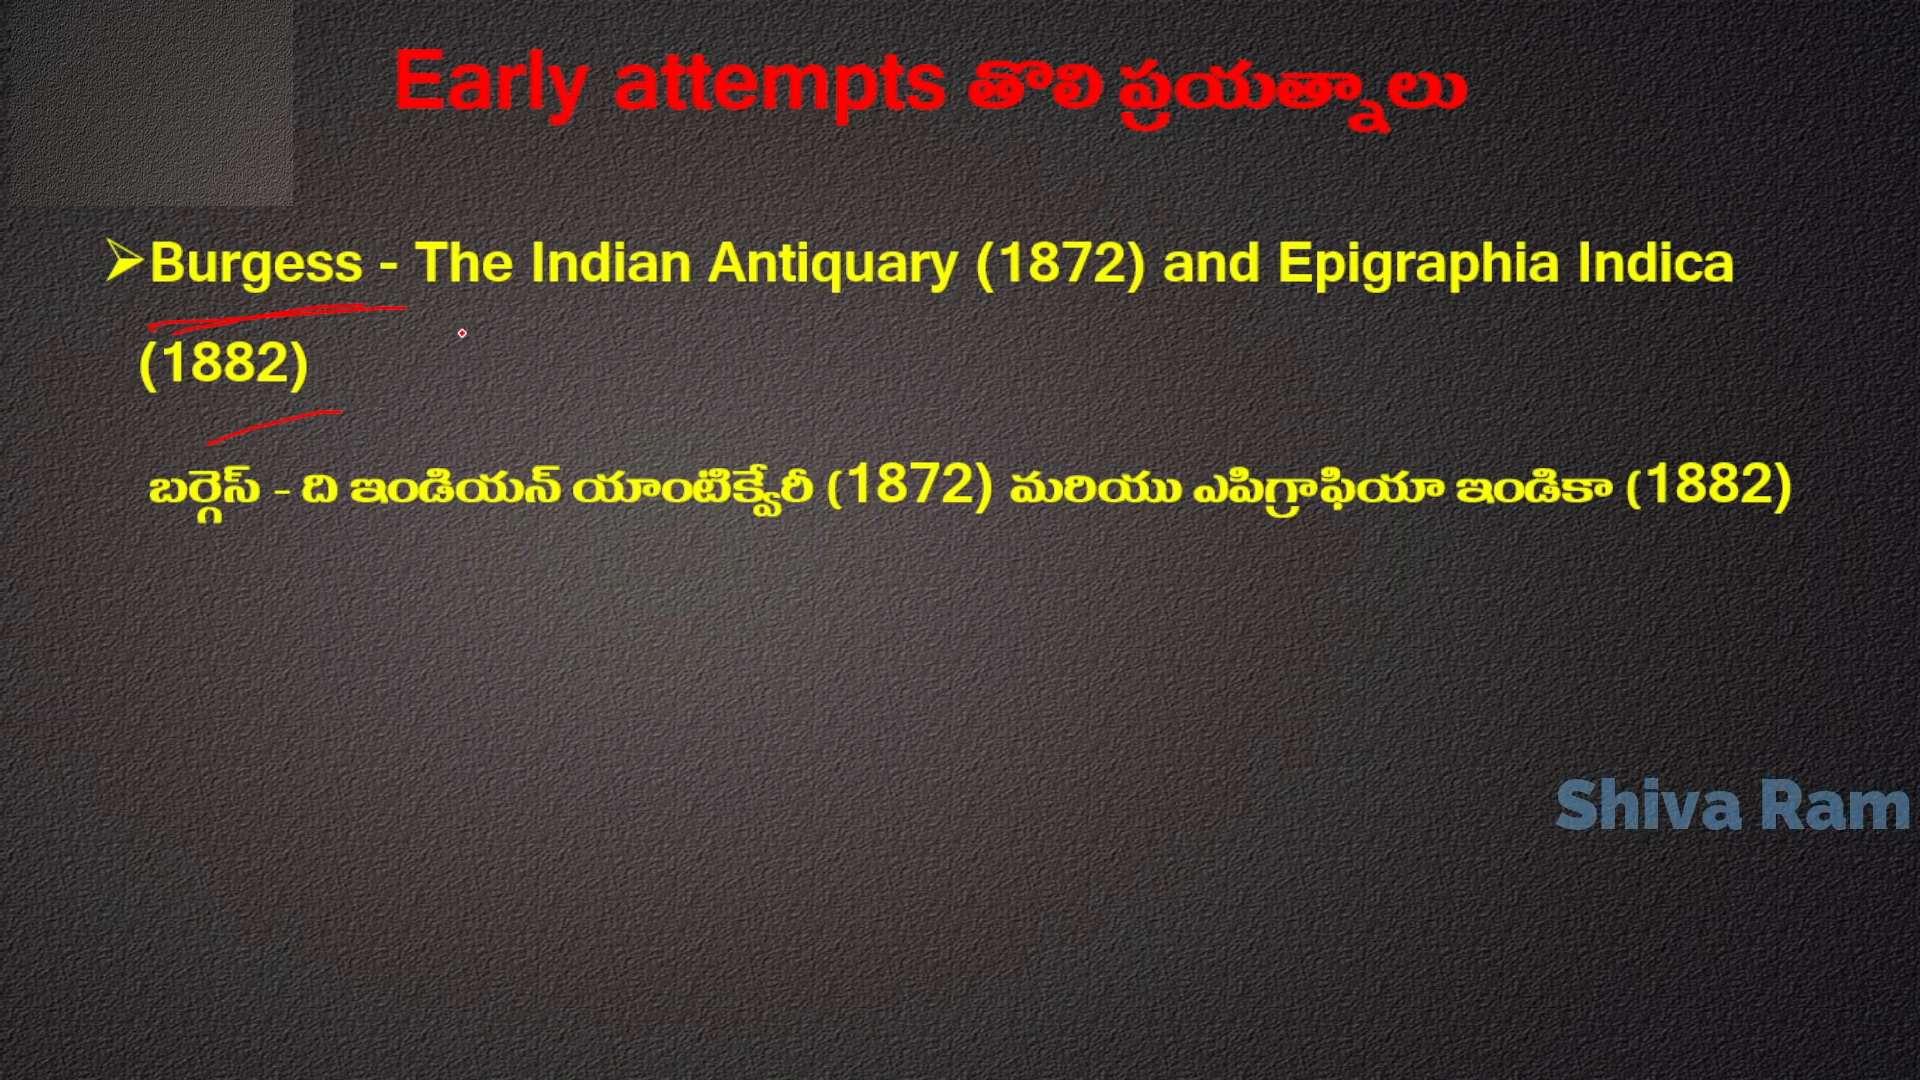 Early attempts తొలి ప్రయత్నాలు
➢Burgess - The Indian Antiquary (1872) and Epigraphia Indica
(1882)
బర్గెస్ - ది ఇండియన్ యాంటిక్వేరీ (1872) మరియు ఎపిగ్రాఫియా ఇండికా (1882)
Shiva Ram